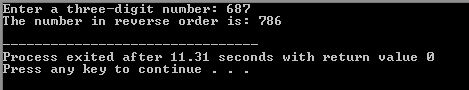 Enter a three-digit number: 687
The number in reverse order is: 786
--------------------------------
Process exited after 11.31 seconds with return value 0
Press any key to continue . . .